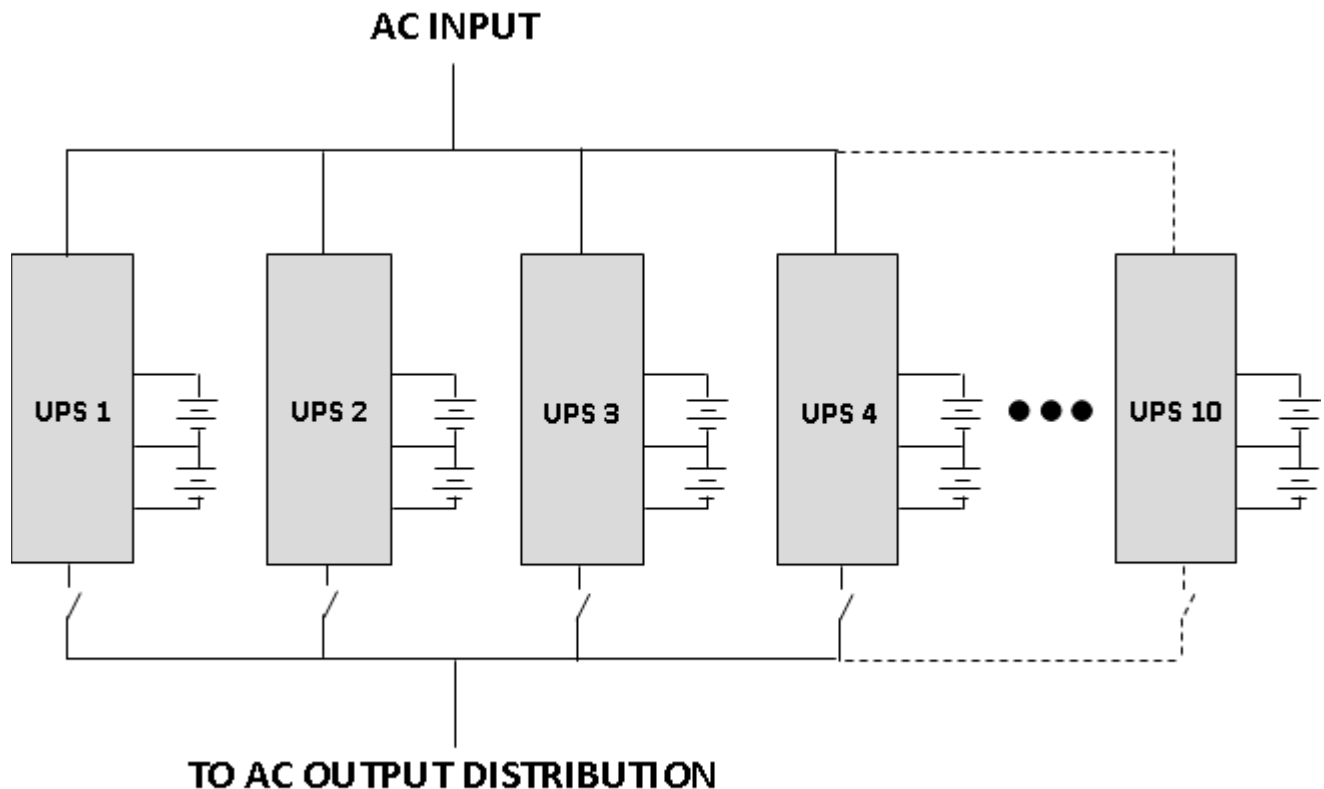 AC INPUT
UPS 1
UPS 2
UPS 3
UPS 4
UPS 10
TO AC OUTPUT DISTRIBUTION